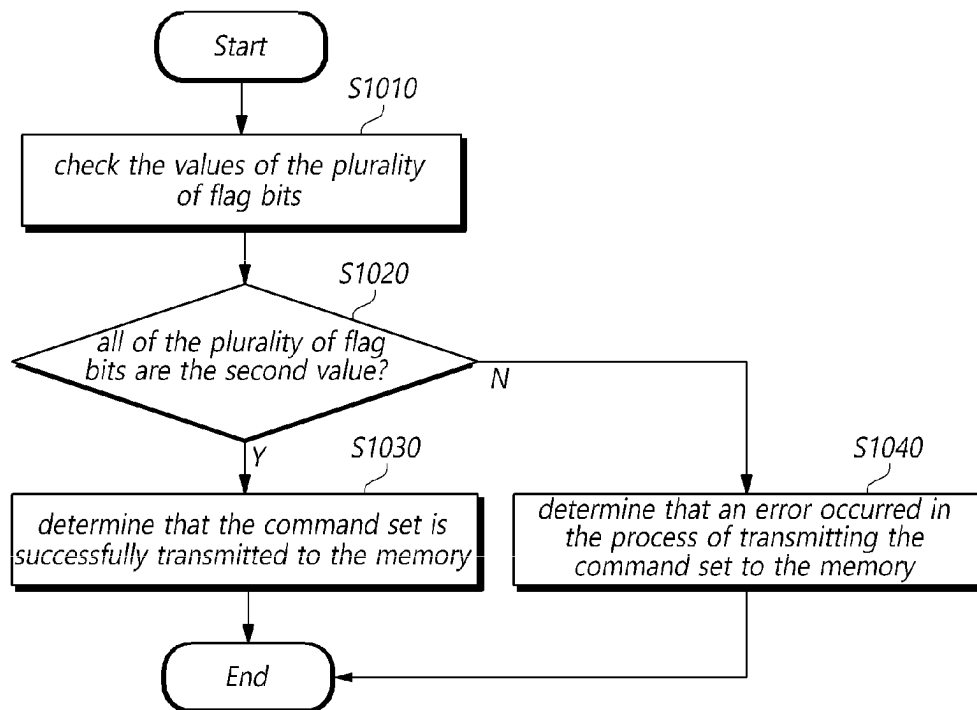 Start
S1010
check the values of the plurality
of flag bits
S1020
all of the plurality of flag
bits are the second value?
N
Y
S1030
determine that the command set is
successfully transmitted to the memory
S1040
determine that an error occurred in
the process of transmitting the
command set to the memory
End